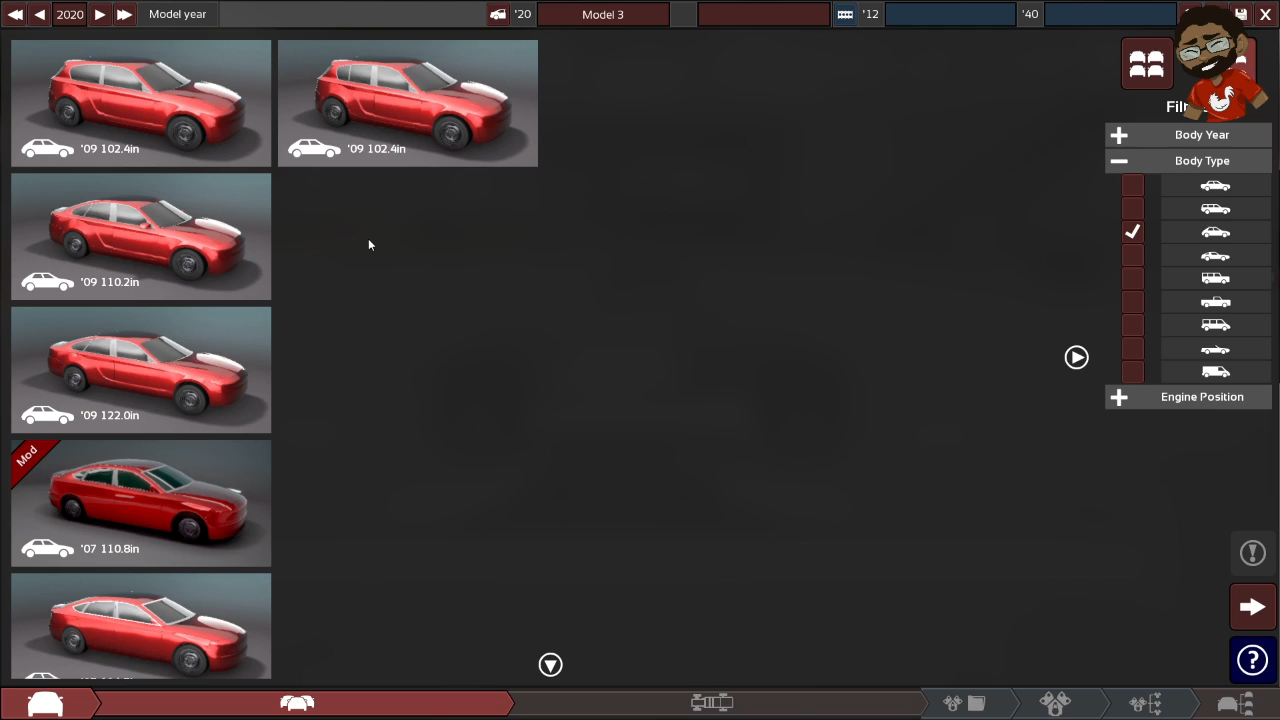 2020 Model year '20 Model 3 '12 '40
'09 102.4in '09 102.4in
Body Year
Body Type
'09 110.2in
'09 122.0in
Engine Position
Mod
'07 110.8in